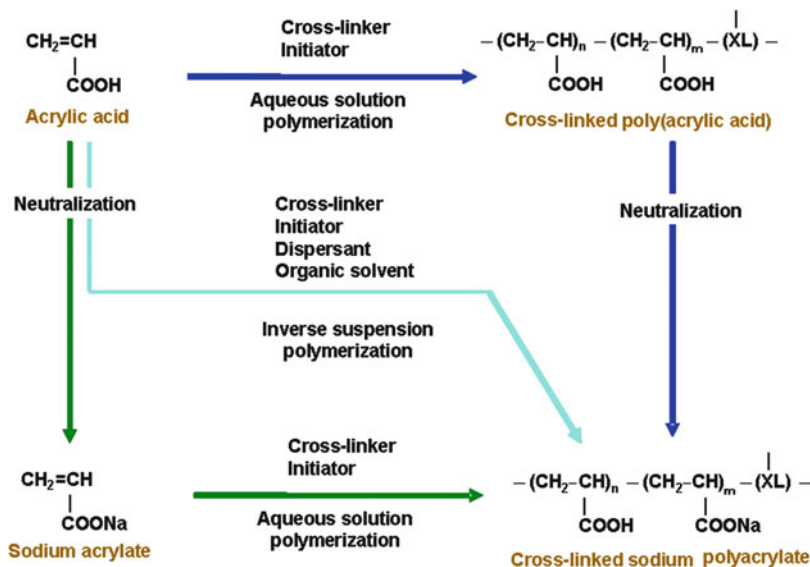 CH₂=CH
COOH
Acrylic acid
Cross-linker
Initiator
Aqueous solution
polymerization
–(CH₂-CH)ₙ –(CH₂-CH)ₘ–(XL) –
COOH COOH
Cross-linked poly(acrylic acid)
Neutralization
Cross-linker
Initiator
Dispersant
Organic solvent
Inverse suspension
polymerization
Neutralization
CH₂=CH
COONa
Sodium acrylate
Cross-linker
Initiator
Aqueous solution
polymerization
–(CH₂-CH)ₙ –(CH₂-CH)ₘ–(XL) –
COOH COONa
Cross-linked sodium polyacrylate